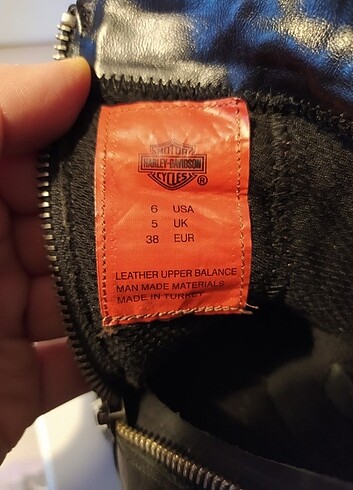 MOTOR
HARLEY-DAVIDSON
CYCLES ®
6 USA
5 UK
38 EUR
LEATHER UPPER BALANCE
MAN MADE MATERIALS
MADE IN TURKEY